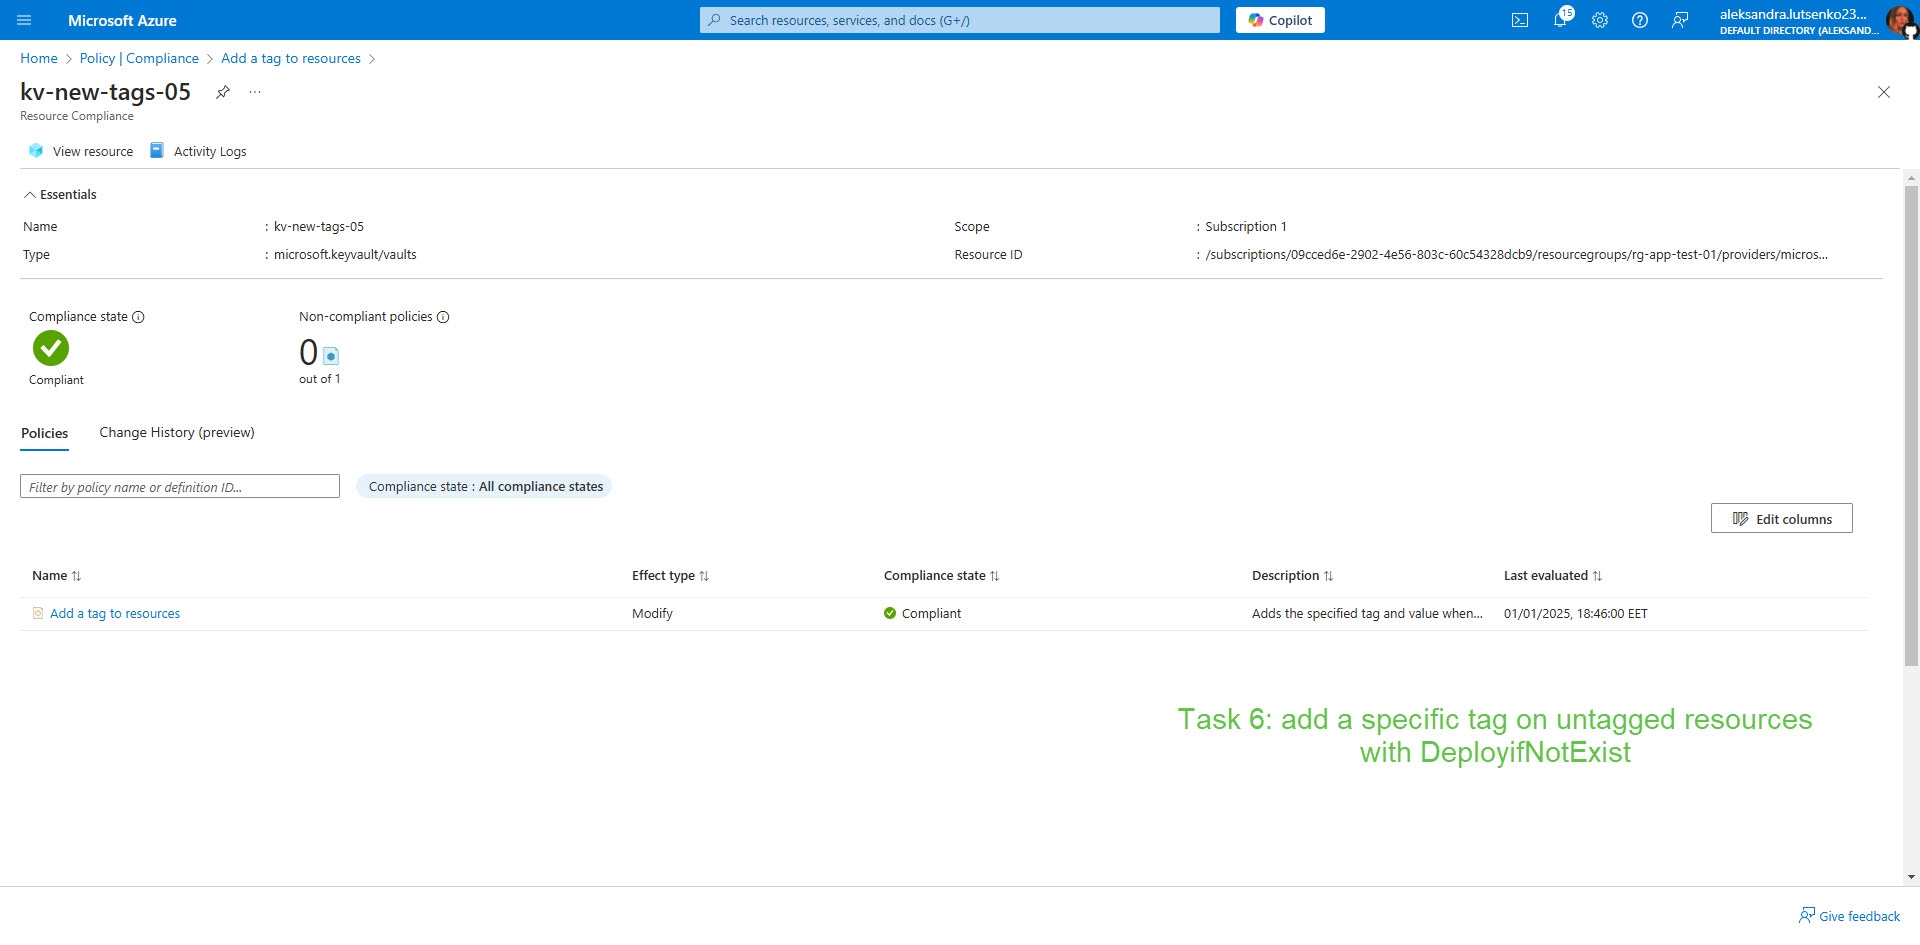 Microsoft Azure
Search resources, services, and docs (G+/)
Copilot
15
aleksandra.lutsenko23...
DEFAULT DIRECTORY (ALEKSAND...
Home > Policy | Compliance > Add a tag to resources >
kv-new-tags-05
...
Resource Compliance
View resource
Activity Logs
Essentials
Name : kv-new-tags-05
Scope : Subscription 1
Type : microsoft.keyvault/vaults
Resource ID : /subscriptions/09cced6e-2902-4e56-803c-60c54328dcb9/resourcegroups/rg-app-test-01/providers/micros...
Compliance state
Compliant
Non-compliant policies
0
out of 1
Policies
Change History (preview)
Filter by policy name or definition ID...
Compliance state : All compliance states
Edit columns
Name Effect type Compliance state Description Last evaluated
Add a tag to resources Modify Compliant Adds the specified tag and value when... 01/01/2025, 18:46:00 EET
Task 6: add a specific tag on untagged resources
with DeployifNotExist
Give feedback